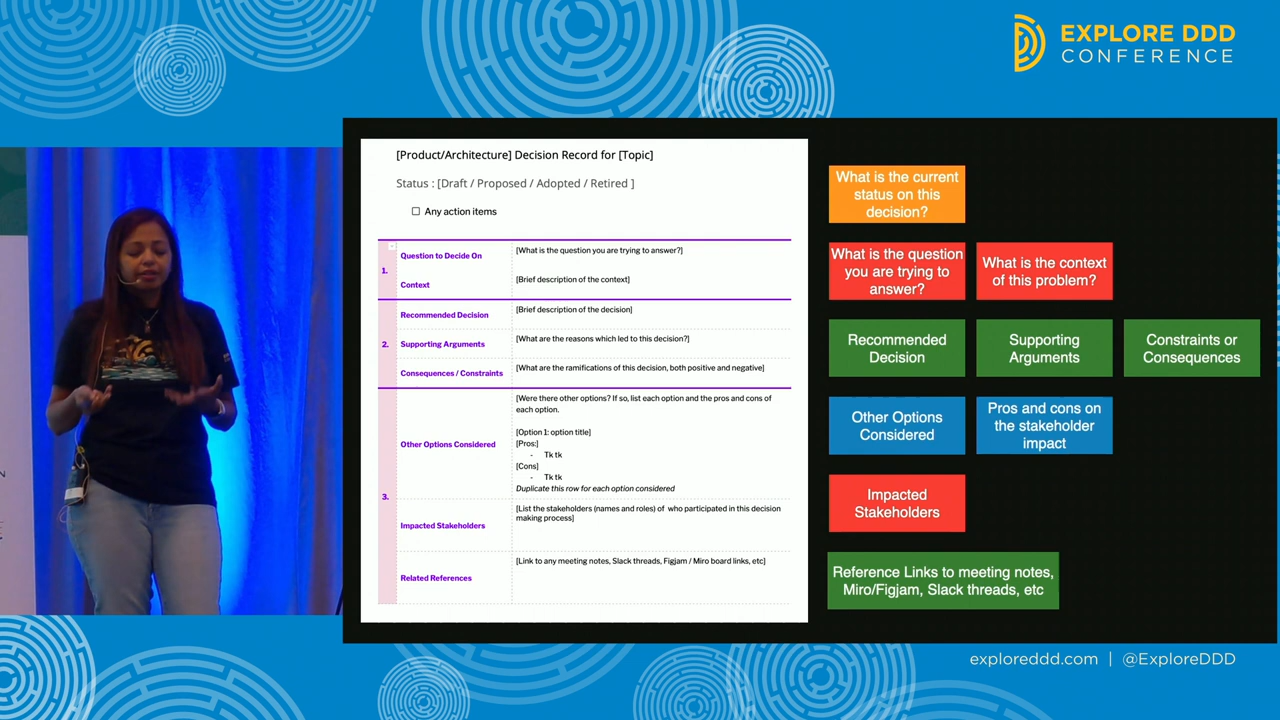 EXPLORE DDD
CONFERENCE
[Product/Architecture] Decision Record for [Topic]
Status : [Draft / Proposed / Adopted / Retired ]
Any action items
1.
Question to Decide On
[What is the question you are trying to answer?]
Context
[Brief description of the context]
2.
Recommended Decision
[Brief description of the decision]
Supporting Arguments
[What are the reasons which led to this decision?]
Consequences / Constraints
[What are the ramifications of this decision, both positive and negative]
3.
Other Options Considered
[Were there other options? If so, list each option and the pros and cons of
each option.
[Option 1: option title]
[Pros:]
- Tk tk
[Cons]
- Tk tk
Duplicate this row for each option considered
Impacted Stakeholders
[List the stakeholders (names and roles) of who participated in this decision
making process]
Related References
[Link to any meeting notes, Slack threads, Figjam / Miro board links, etc]
What is the current
status on this
decision?
What is the question
you are trying to
answer?
What is the context
of this problem?
Recommended
Decision
Supporting
Arguments
Constraints or
Consequences
Other Options
Considered
Pros and cons on
the stakeholder
impact
Impacted
Stakeholders
Reference Links to meeting notes,
Miro/Figjam, Slack threads, etc
exploreddd.com | @ExploreDDD